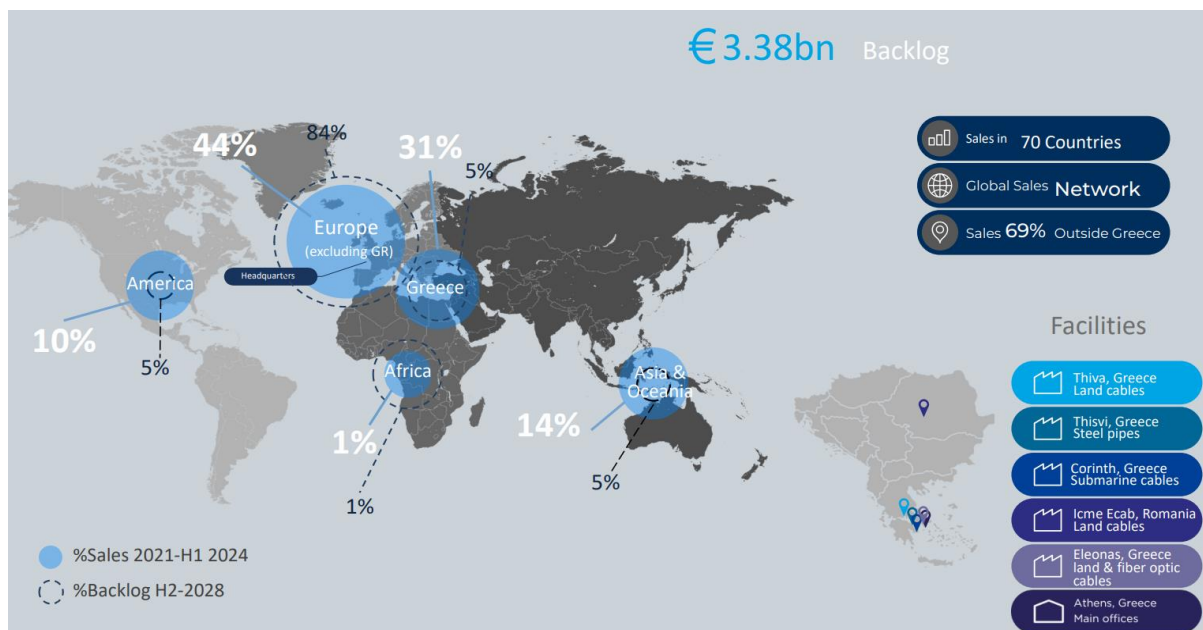 € 3.38bn Backlog
44%
84%
31%
5%
Sales in 70 Countries
Global Sales Network
Sales 69% Outside Greece
Europe
(excluding GR)
Headquarters
America
Greece
10%
5%
Africa
Asia &
Oceania
1%
14%
1%
5%
Facilities
Thiva, Greece
Land cables
Thisvi, Greece
Steel pipes
Corinth, Greece
Submarine cables
Icme Ecab, Romania
Land cables
Eleonas, Greece
land & fiber optic
cables
Athens, Greece
Main offices
%Sales 2021-H1 2024
%Backlog H2-2028